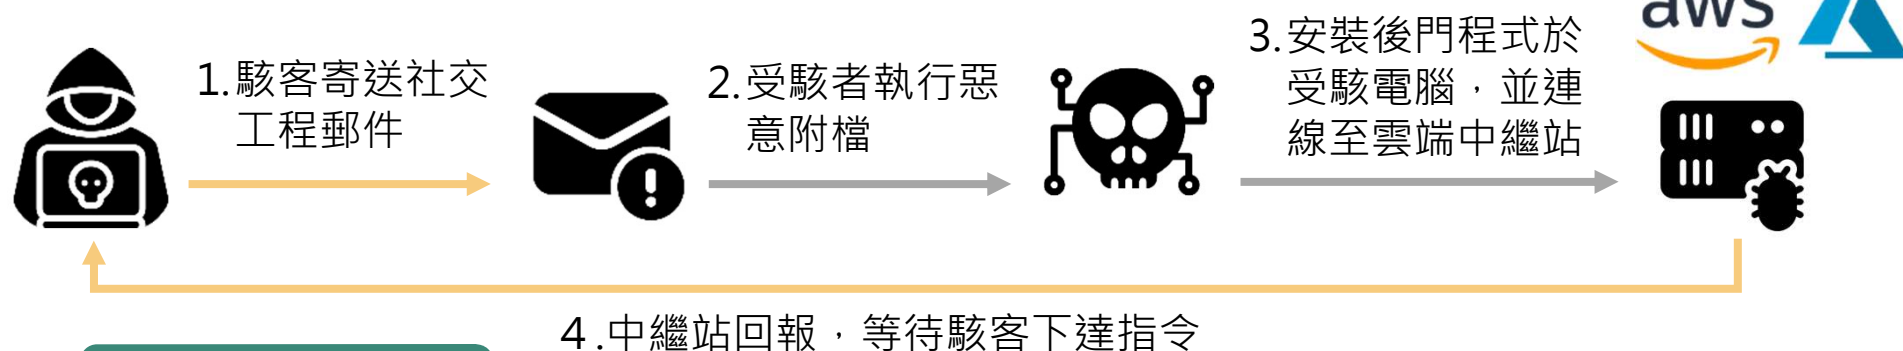 1.駭客寄送社交
工程郵件
2.受駭者執行惡
意附檔
3.安裝後門程式於
受駭電腦，並連
線至雲端中繼站
aws
4.中繼站回報，等待駭客下達指令